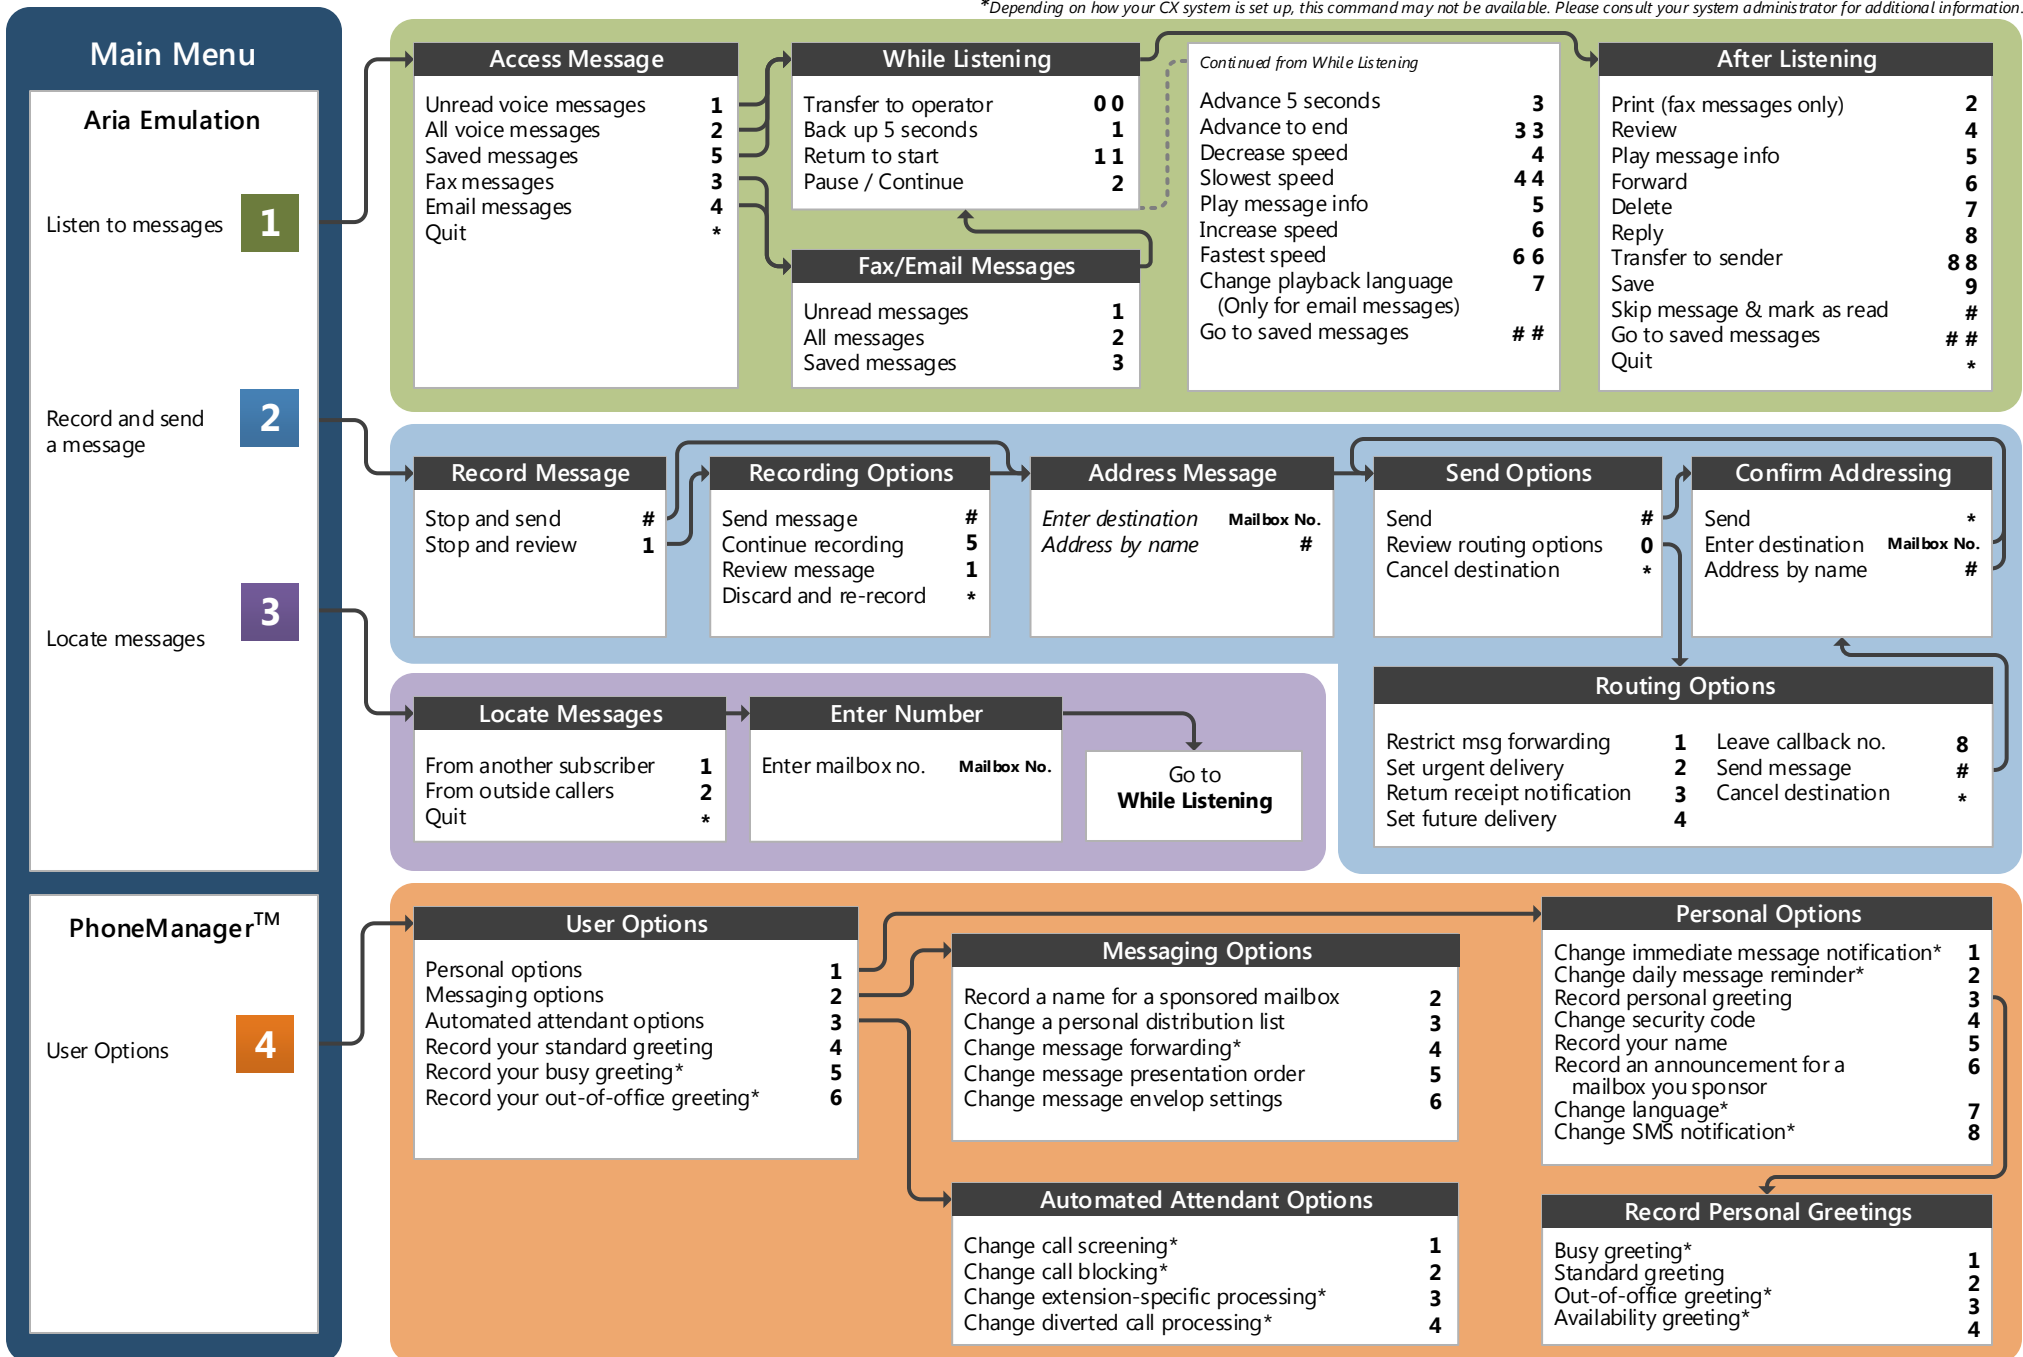 *Depending on how your CX system is set up, this command may not be available. Please consult your system administrator for additional information.
Main Menu
Aria Emulation
Listen to messages 1
Record and send
a message 2
Locate messages 3
PhoneManager™
User Options 4
Access Message
Unread voice messages 1
All voice messages 2
Saved messages 5
Fax messages 3
Email messages 4
Quit *
While Listening
Transfer to operator 0 0
Back up 5 seconds 1
Return to start 1 1
Pause / Continue 2
Fax/Email Messages
Unread messages 1
All messages 2
Saved messages 3
Continued from While Listening
Advance 5 seconds 3
Advance to end 3 3
Decrease speed 4
Slowest speed 4 4
Play message info 5
Increase speed 6
Fastest speed 6 6
Change playback language 7
(Only for email messages)
Go to saved messages # #
After Listening
Print (fax messages only) 2
Review 4
Play message info 5
Forward 6
Delete 7
Reply 8
Transfer to sender 8 8
Save 9
Skip message & mark as read #
Go to saved messages # #
Quit *
Record Message
Stop and send #
Stop and review 1
Recording Options
Send message #
Continue recording 5
Review message 1
Discard and re-record *
Address Message
Enter destination Mailbox No.
Address by name #
Send Options
Send #
Review routing options 0
Cancel destination *
Confirm Addressing
Send *
Enter destination Mailbox No.
Address by name #
Routing Options
Restrict msg forwarding 1
Set urgent delivery 2
Return receipt notification 3
Set future delivery 4
Leave callback no. 8
Send message #
Cancel destination *
Locate Messages
From another subscriber 1
From outside callers 2
Quit *
Enter Number
Enter mailbox no. Mailbox No.
Go to
While Listening
User Options
Personal options 1
Messaging options 2
Automated attendant options 3
Record your standard greeting 4
Record your busy greeting* 5
Record your out-of-office greeting* 6
Messaging Options
Record a name for a sponsored mailbox 2
Change a personal distribution list 3
Change message forwarding* 4
Change message presentation order 5
Change message envelop settings 6
Automated Attendant Options
Change call screening* 1
Change call blocking* 2
Change extension-specific processing* 3
Change diverted call processing* 4
Personal Options
Change immediate message notification* 1
Change daily message reminder* 2
Record personal greeting 3
Change security code 4
Record your name 5
Record an announcement for a 6
mailbox you sponsor
Change language* 7
Change SMS notification* 8
Record Personal Greetings
Busy greeting* 1
Standard greeting 2
Out-of-office greeting* 3
Availability greeting* 4